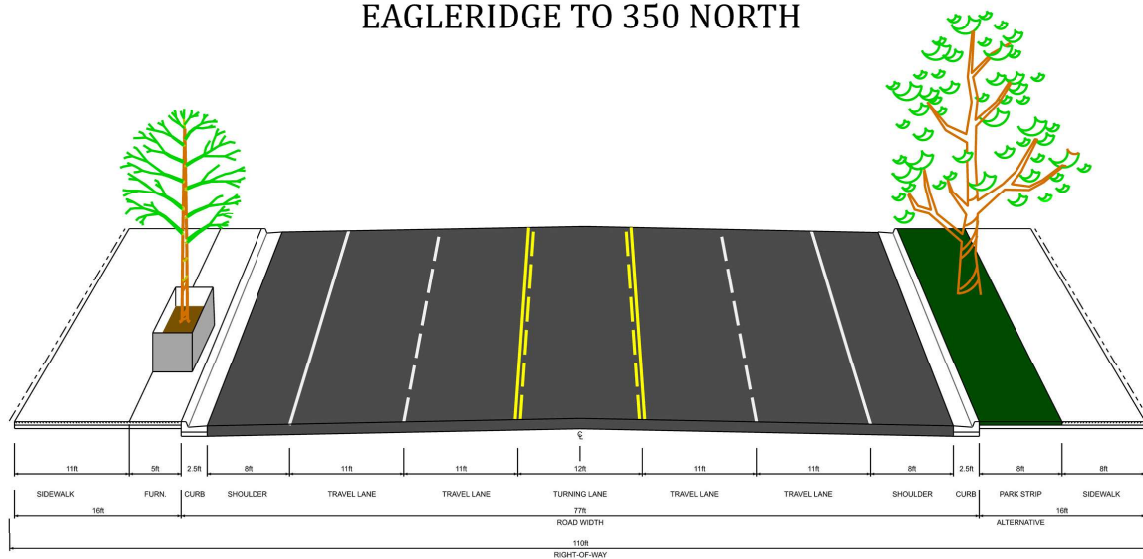 EAGLERIDGE TO 350 NORTH
℄
11ft 5ft 2.5ft 8ft 11ft 11ft 12ft 11ft 11ft 8ft 2.5ft 8ft 8ft
SIDEWALK FURN. CURB SHOULDER TRAVEL LANE TRAVEL LANE TURNING LANE TRAVEL LANE TRAVEL LANE SHOULDER CURB PARK STRIP SIDEWALK
16ft 77ft 16ft
ROAD WIDTH ALTERNATIVE
110ft
RIGHT-OF-WAY